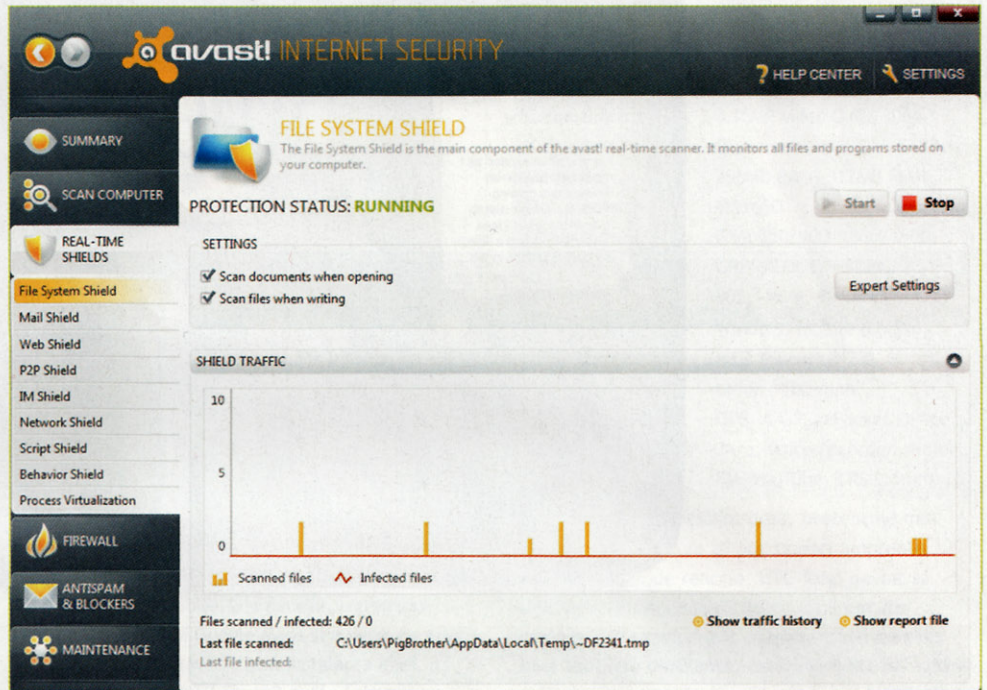 avast! INTERNET SECURITY
HELP CENTER
SETTINGS
SUMMARY
SCAN COMPUTER
REAL-TIME
SHIELDS
File System Shield
Mail Shield
Web Shield
P2P Shield
IM Shield
Network Shield
Script Shield
Behavior Shield
Process Virtualization
FIREWALL
ANTISPAM
& BLOCKERS
MAINTENANCE
FILE SYSTEM SHIELD
The File System Shield is the main component of the avast! real-time scanner. It monitors all files and programs stored on
your computer.
PROTECTION STATUS: RUNNING
Start
Stop
SETTINGS
Scan documents when opening
Scan files when writing
Expert Settings
SHIELD TRAFFIC
10
5
0
Scanned files
Infected files
Files scanned / infected: 426 / 0
Show traffic history
Show report file
Last file scanned: C:\Users\PigBrother\AppData\Local\Temp\~DF2341.tmp
Last file infected: